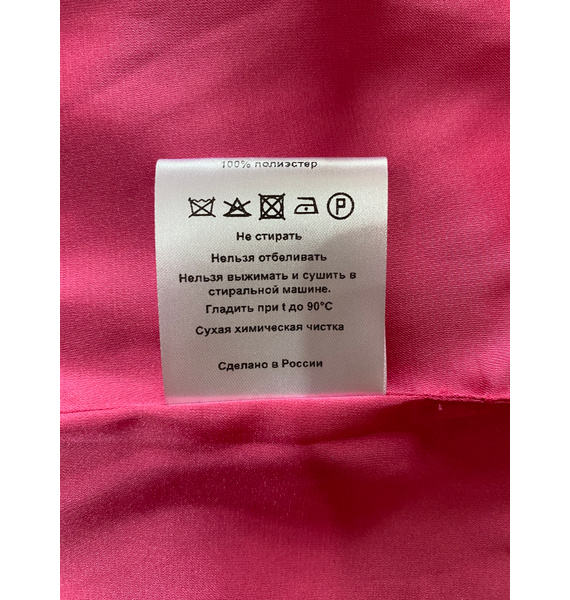 100% полиэстер
P
Не стирать
Нельзя отбеливать
Нельзя выжимать и сушить в
стиральной машине.
Гладить при t до 90°С
Сухая химическая чистка
Сделано в России